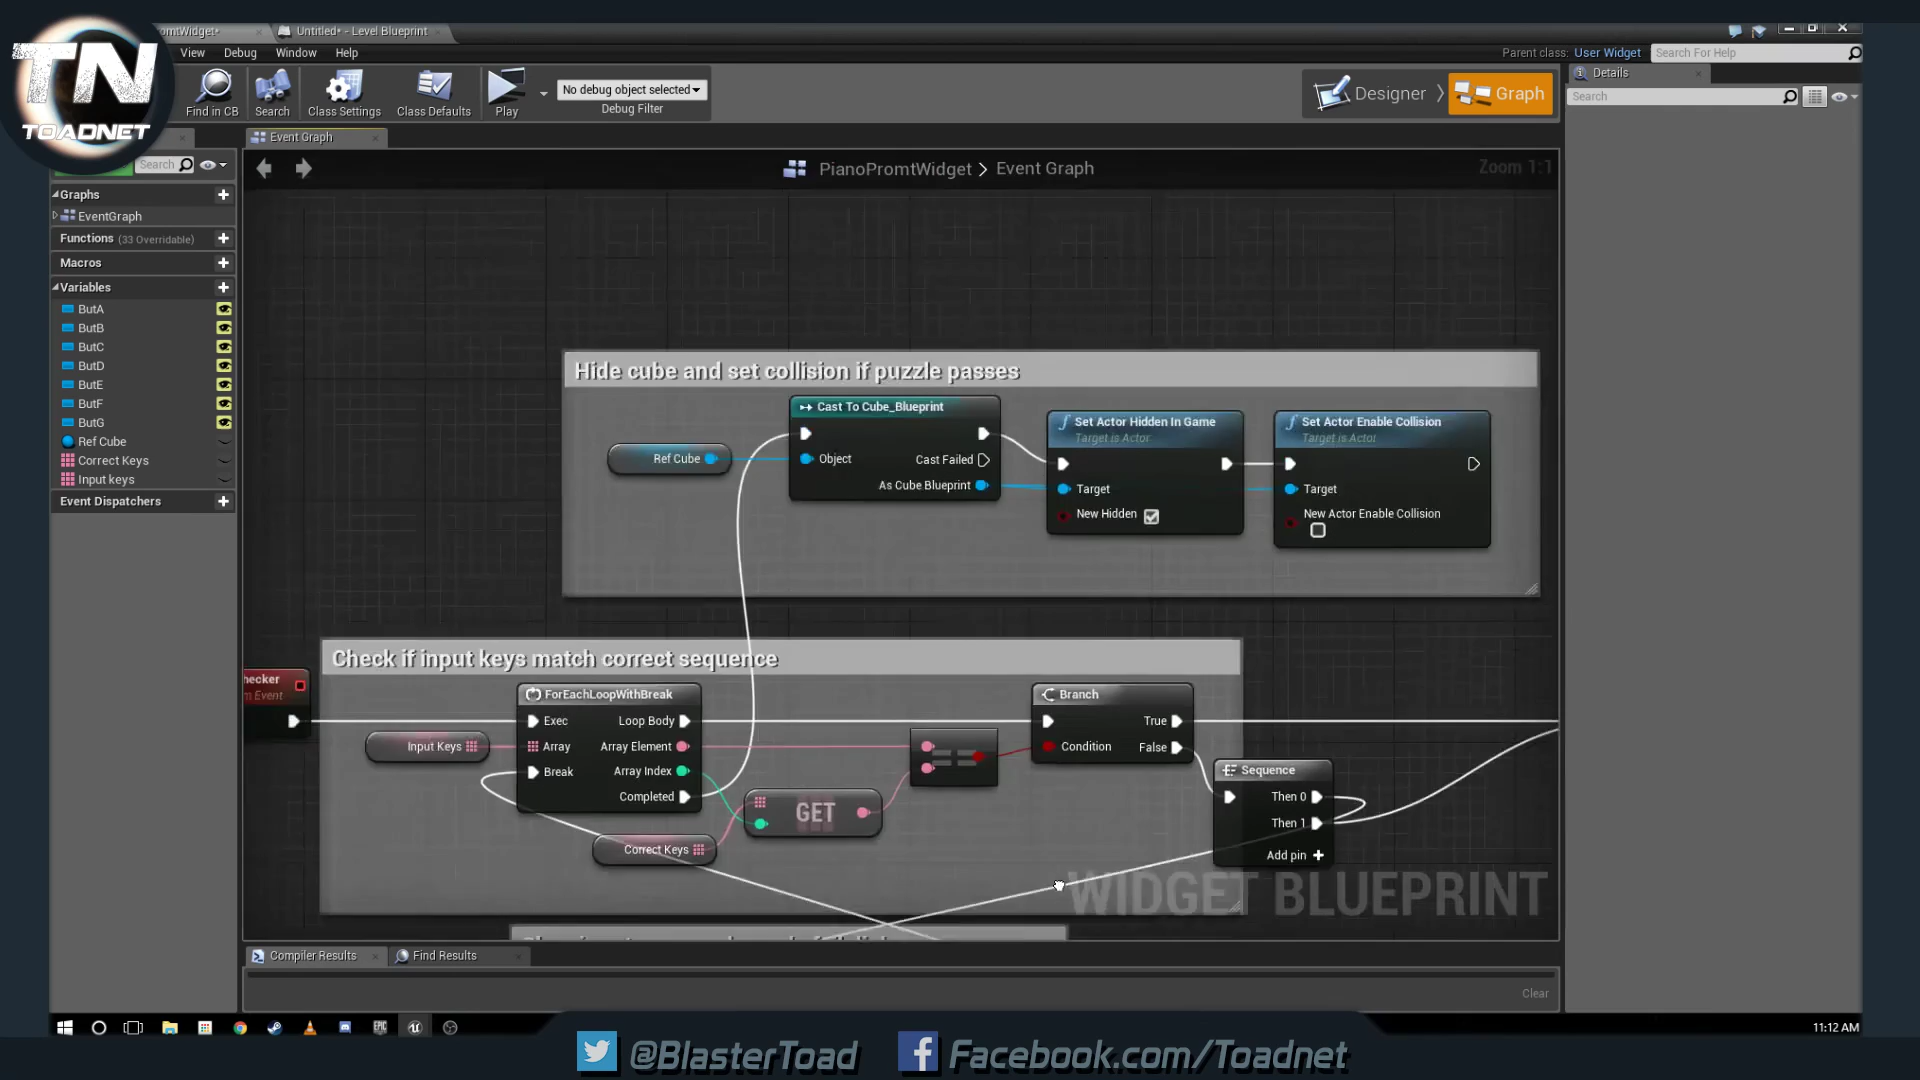 TN
TOADNET
omtWidget*
Untitled* - Level Blueprint
View
Debug
Window
Help
Parent class: User Widget
Search For Help
Find in CB
Search
Class Settings
Class Defaults
Play
No debug object selected
Debug Filter
Designer
Graph
Details
Search
Event Graph
Search
PianoPromtWidget > Event Graph
Zoom 1:1
Graphs
EventGraph
Functions (33 Overridable)
Macros
Variables
ButA
ButB
ButC
ButD
ButE
ButF
ButG
Ref Cube
Correct Keys
Input keys
Event Dispatchers
Hide cube and set collision if puzzle passes
Ref Cube
Cast To Cube_Blueprint
Object
Cast Failed
As Cube Blueprint
Set Actor Hidden In Game
Target is Actor
Target
New Hidden
Set Actor Enable Collision
Target is Actor
Target
New Actor Enable Collision
Check if input keys match correct sequence
hecker
m Event
Input Keys
ForEachLoopWithBreak
Exec
Loop Body
Array
Array Element
Break
Array Index
Completed
Correct Keys
GET
==
Branch
True
Condition
False
Sequence
Then 0
Then 1
Add pin +
WIDGET BLUEPRINT
Compiler Results
Find Results
Clear
EPIC
11:12 AM
@BlasterToad
Facebook.com/Toadnet